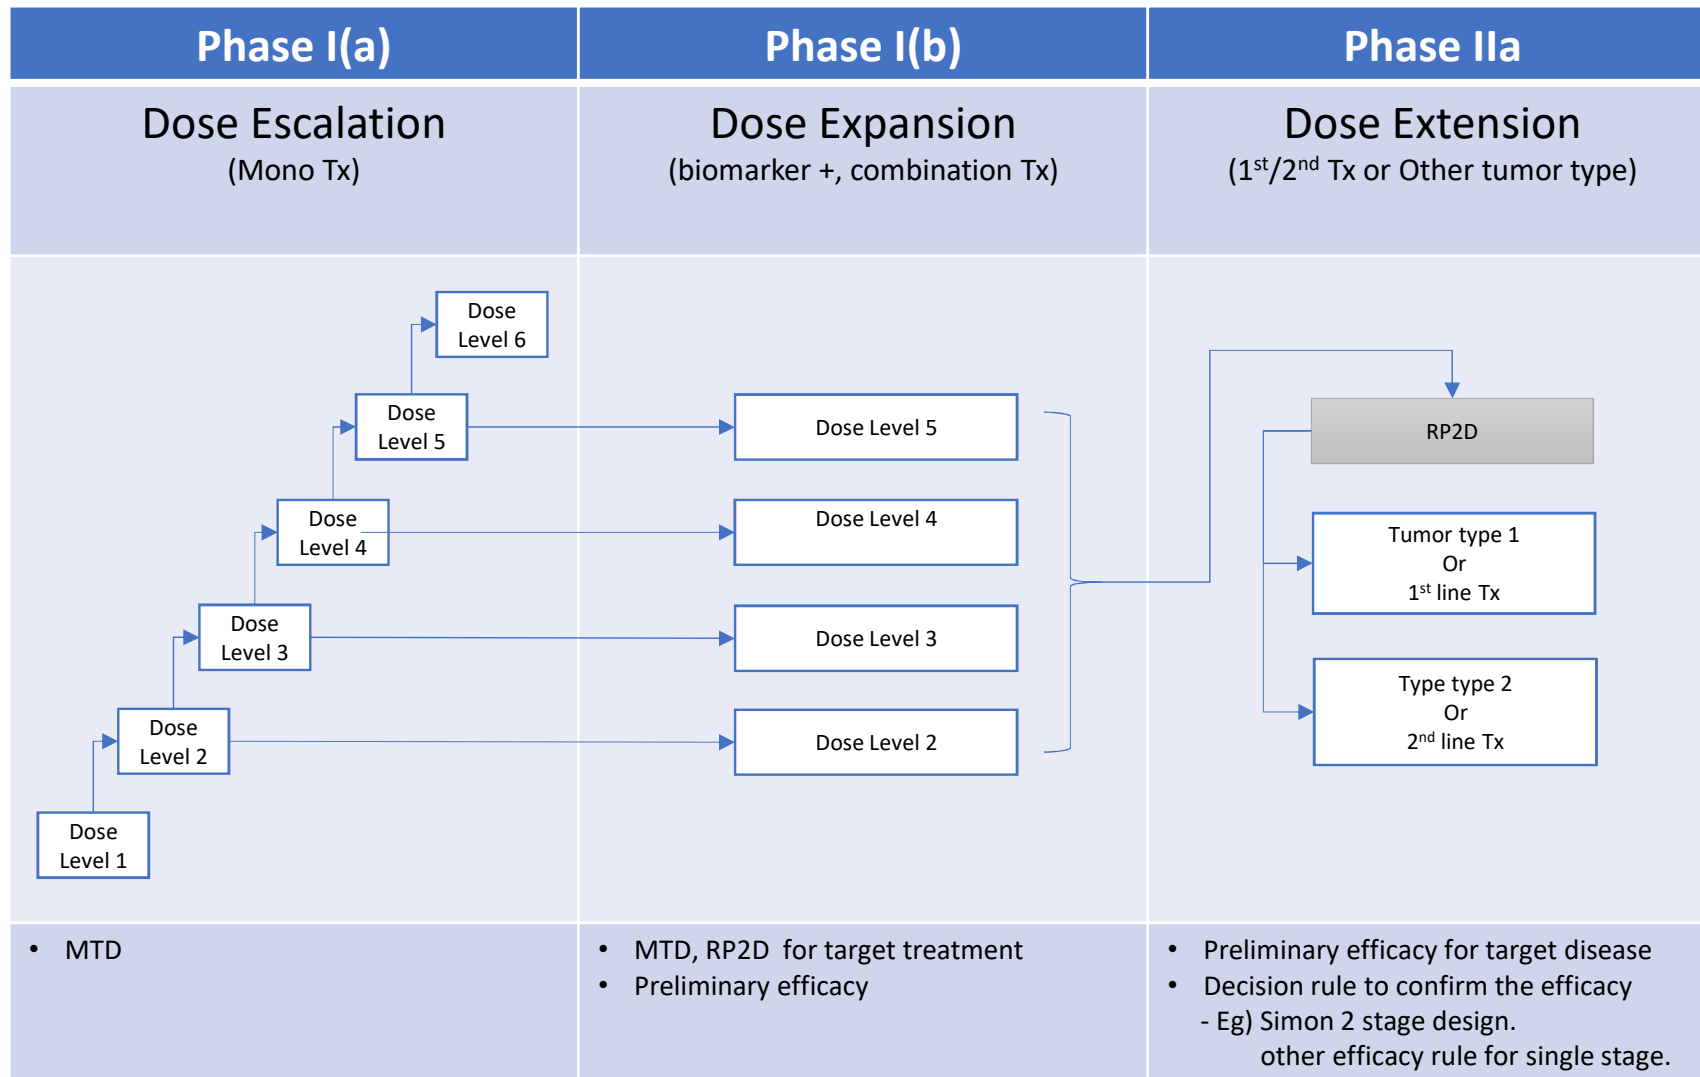 Phase I(a)
Phase I(b)
Phase IIa
Dose Escalation
(Mono Tx)
Dose Expansion
(biomarker +, combination Tx)
Dose Extension
(1st/2nd Tx or Other tumor type)
Dose
Level 6
Dose
Level 5
Dose
Level 4
Dose
Level 3
Dose
Level 2
Dose
Level 1
Dose Level 5
Dose Level 4
Dose Level 3
Dose Level 2
RP2D
Tumor type 1
Or
1st line Tx
Type type 2
Or
2nd line Tx
• MTD
• MTD, RP2D for target treatment
• Preliminary efficacy
• Preliminary efficacy for target disease
• Decision rule to confirm the efficacy
- Eg) Simon 2 stage design.
other efficacy rule for single stage.